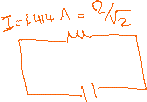 I = 1.414 A = 2/√2